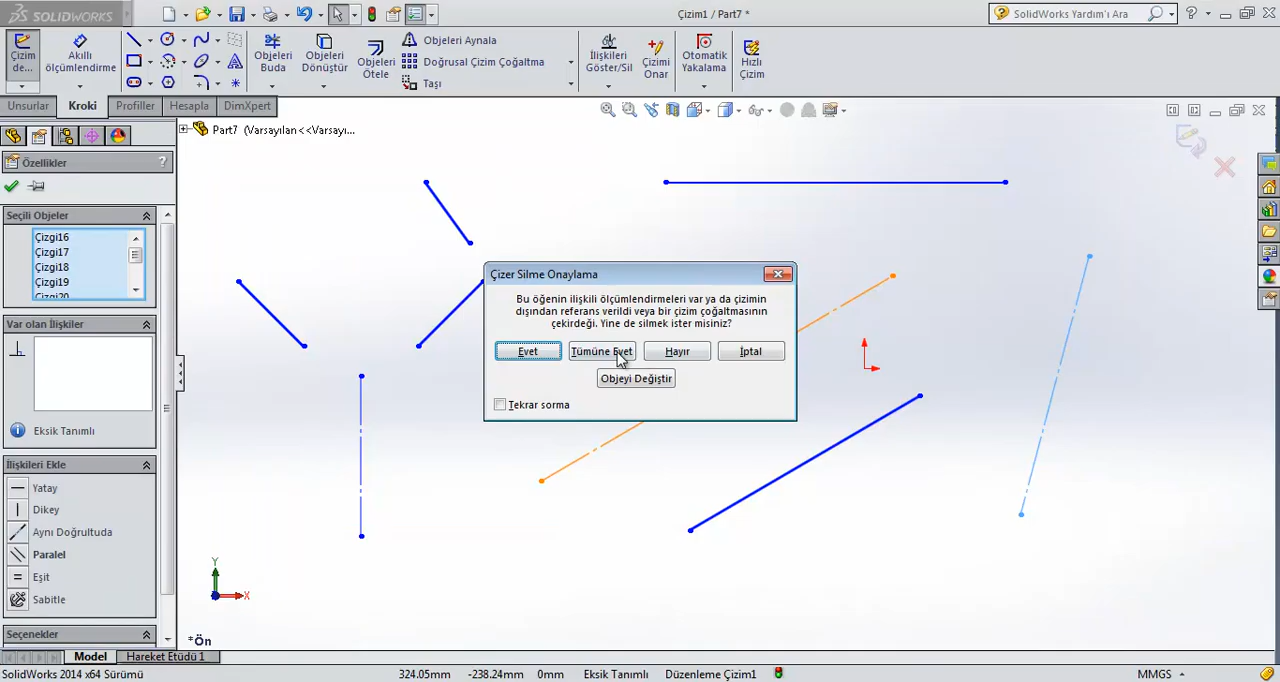 SOLIDWORKS
Çizim1 / Part7 *
SolidWorks Yardım'ı Ara
Çizim
de...
Akıllı
ölçümlendirme
Objeleri
Buda
Objeleri
Dönüştür
Objeleri
Ötele
Objeleri Aynala
Doğrusal Çizim Çoğaltma
Taşı
İlişkileri
Göster/Sil
Çizimi
Onar
Otomatik
Yakalama
Hızlı
Çizim
Unsurlar
Kroki
Profiller
Hesapla
DimXpert
Part7 (Varsayılan<<Varsayı...
Özellikler
?
Seçili Objeler
Çizgi16
Çizgi17
Çizgi18
Çizgi19
Çizgi20
Var olan İlişkiler
Eksik Tanımlı
İlişkileri Ekle
Yatay
Dikey
Aynı Doğrultuda
Paralel
Eşit
Sabitle
Seçenekler
Çizer Silme Onaylama
Bu öğenin ilişkili ölçümlendirmeleri var ya da çizimin
dışından referans verildi veya bir çizim çoğaltmasının
çekirdeği. Yine de silmek ister misiniz?
Evet
Tümüne Evet
Hayır
İptal
Objeyi Değiştir
Tekrar sorma
Y
X
*Ön
Model
Hareket Etüdü 1
SolidWorks 2014 x64 Sürümü
324.05mm
-238.24mm
0mm
Eksik Tanımlı
Düzenleme Çizim1
MMGS